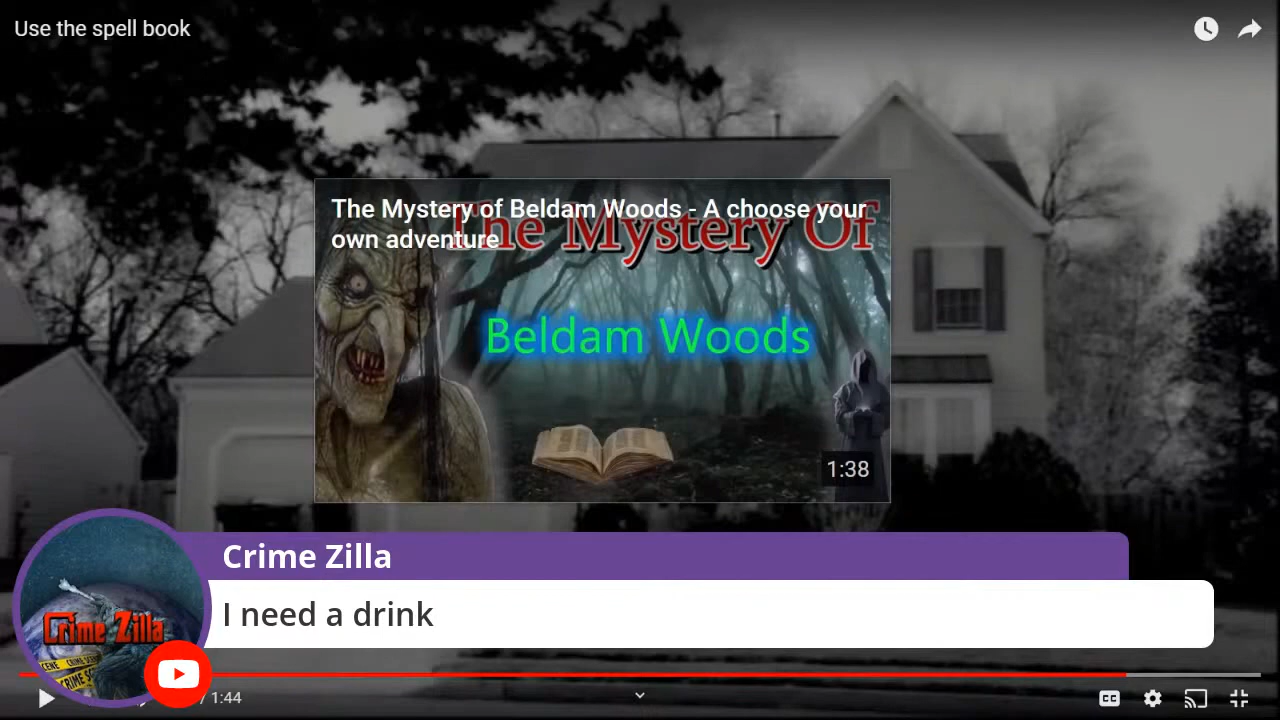 Use the spell book
The Mystery of Beldam Woods - A choose your
own adventure
The Mystery Of
Beldam Woods
1:38
Crime Zilla
I need a drink
Crime Zilla
/ 1:44
CC